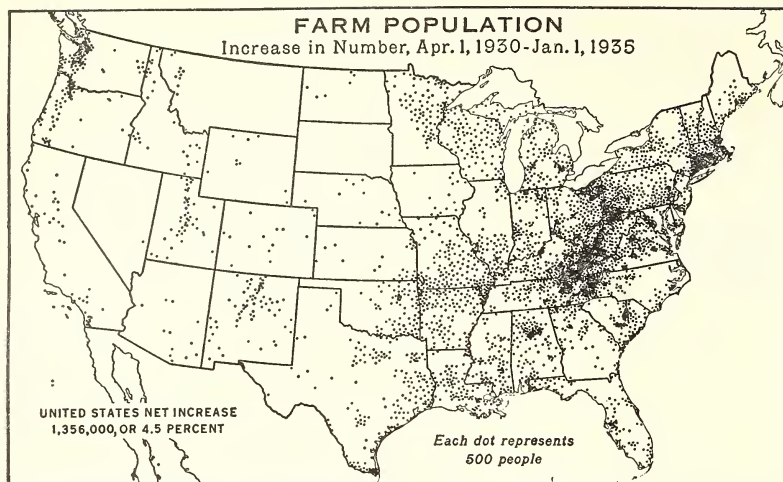 FARM POPULATION
Increase in Number, Apr. 1, 1930-Jan. 1, 1935
UNITED STATES NET INCREASE
1,356,000, OR 4.5 PERCENT
Each dot represents
500 people